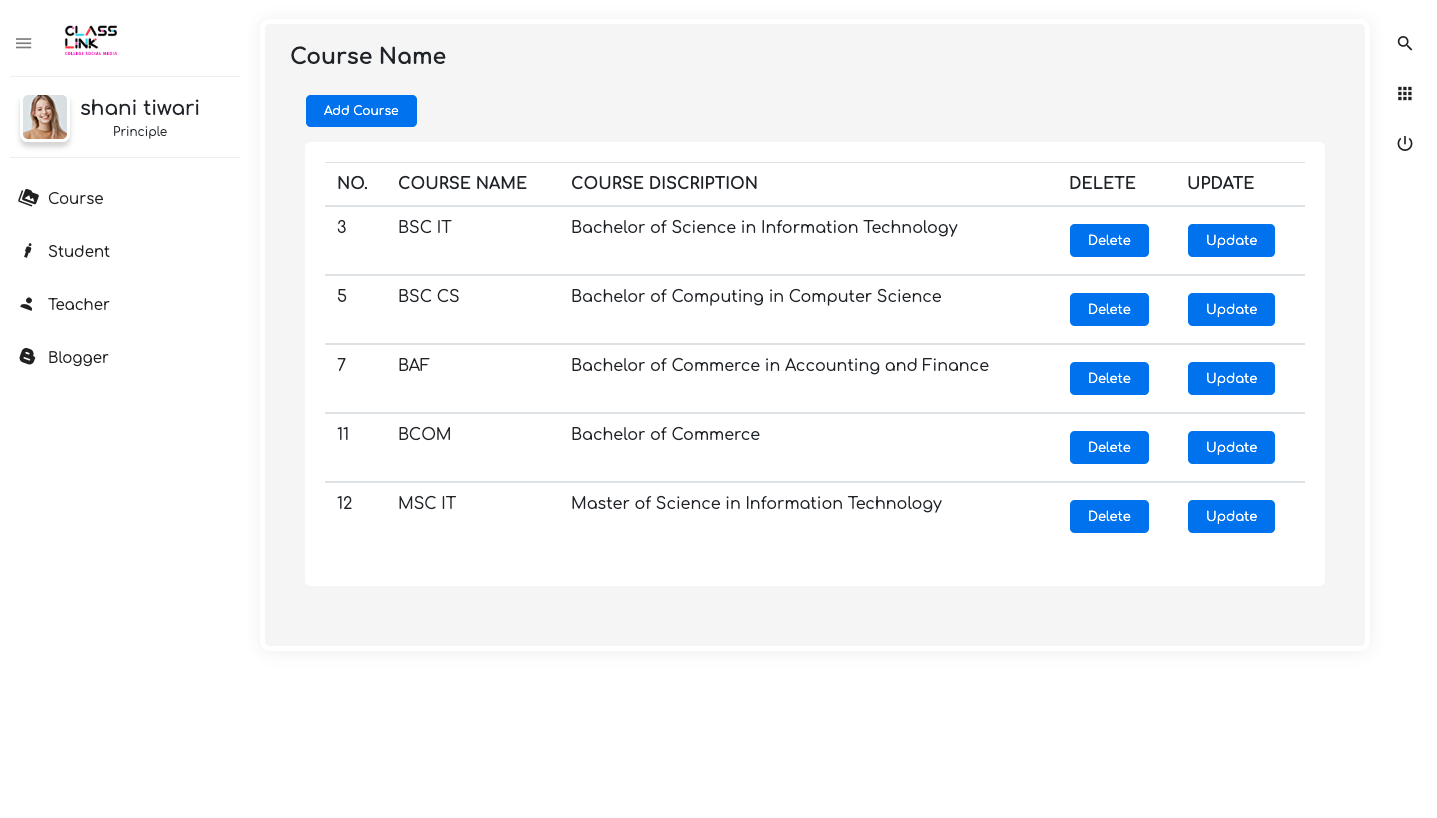 CLASS
LINK
COLLEGE SOCIAL MEDIA
shani tiwari
Principle
Course
Student
Teacher
Blogger
Course Name
Add Course
NO. COURSE NAME COURSE DISCRIPTION DELETE UPDATE
3 BSC IT Bachelor of Science in Information Technology Delete Update
5 BSC CS Bachelor of Computing in Computer Science Delete Update
7 BAF Bachelor of Commerce in Accounting and Finance Delete Update
11 BCOM Bachelor of Commerce Delete Update
12 MSC IT Master of Science in Information Technology Delete Update